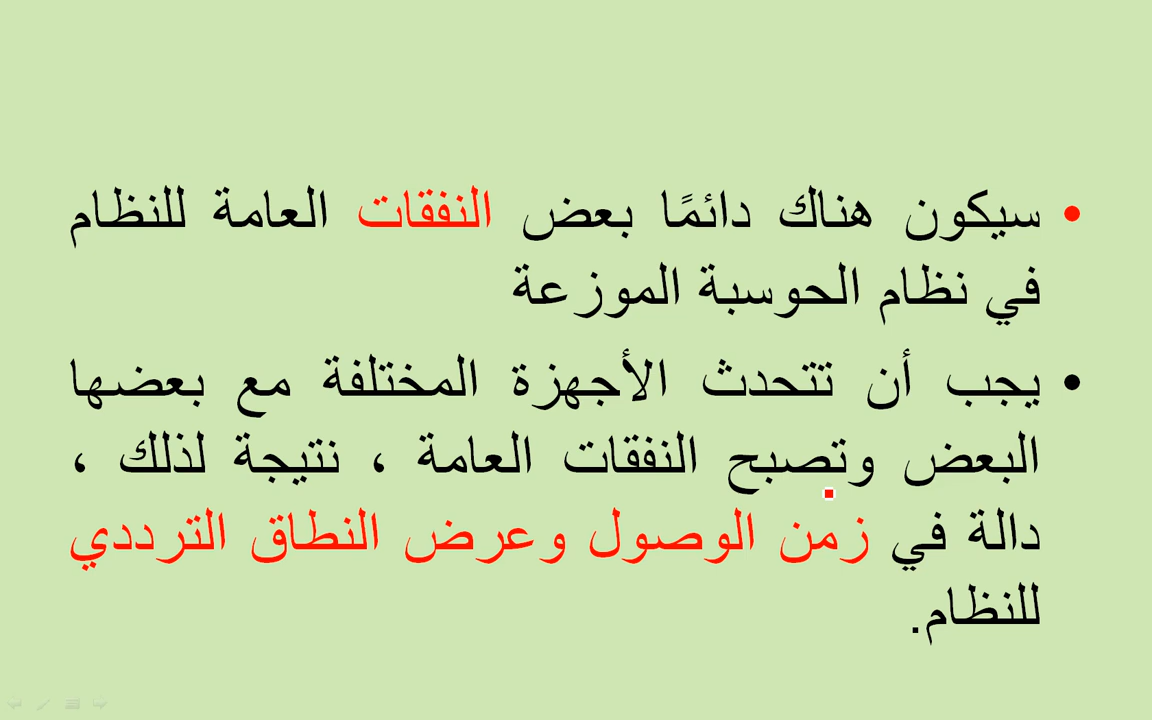 • سيكون هناك دائمًا بعض النفقات العامة للنظام
في نظام الحوسبة الموزعة
• يجب أن تتحدث الأجهزة المختلفة مع بعضها
البعض وتصبح النفقات العامة ، نتيجة لذلك ،
دالة في زمن الوصول وعرض النطاق الترددي
للنظام.